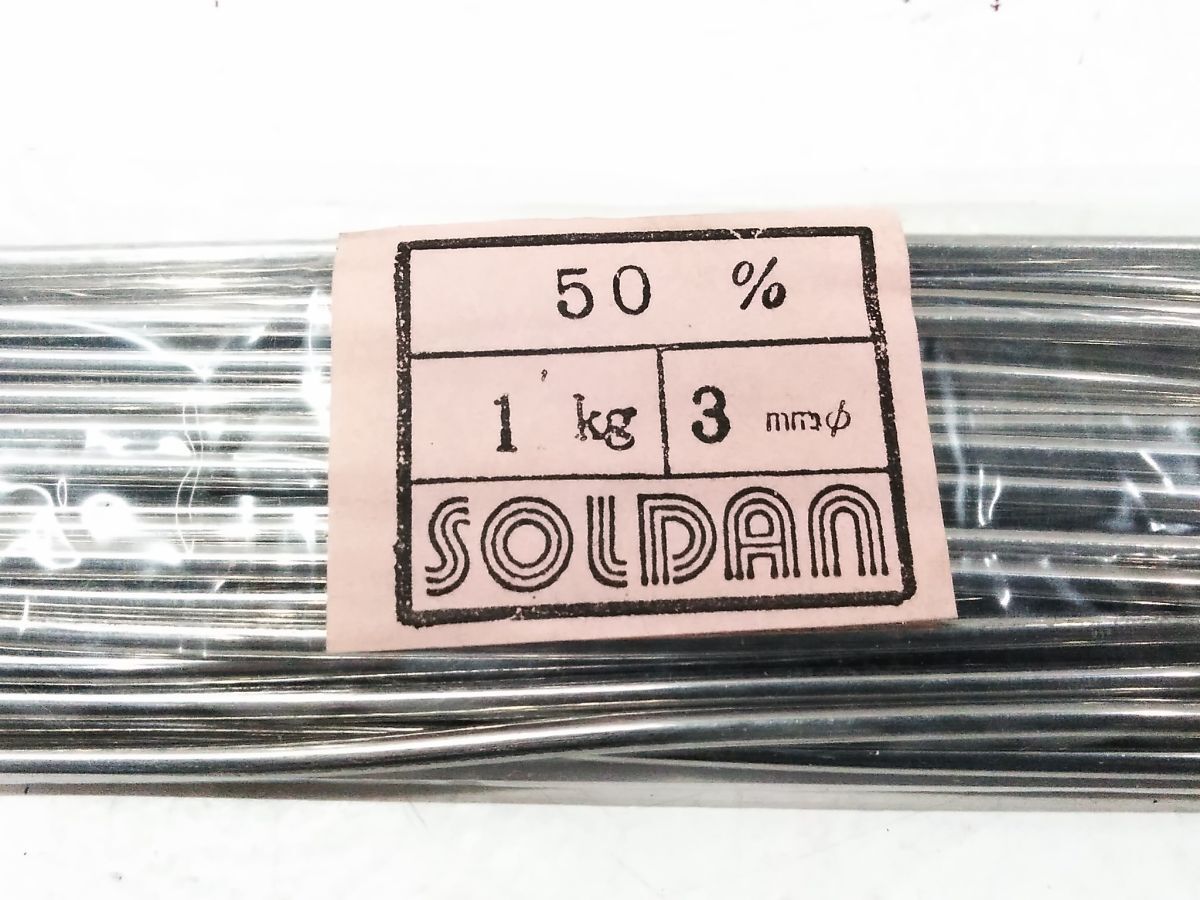 50 %
1 kg 3 mmφ
SOLDAN